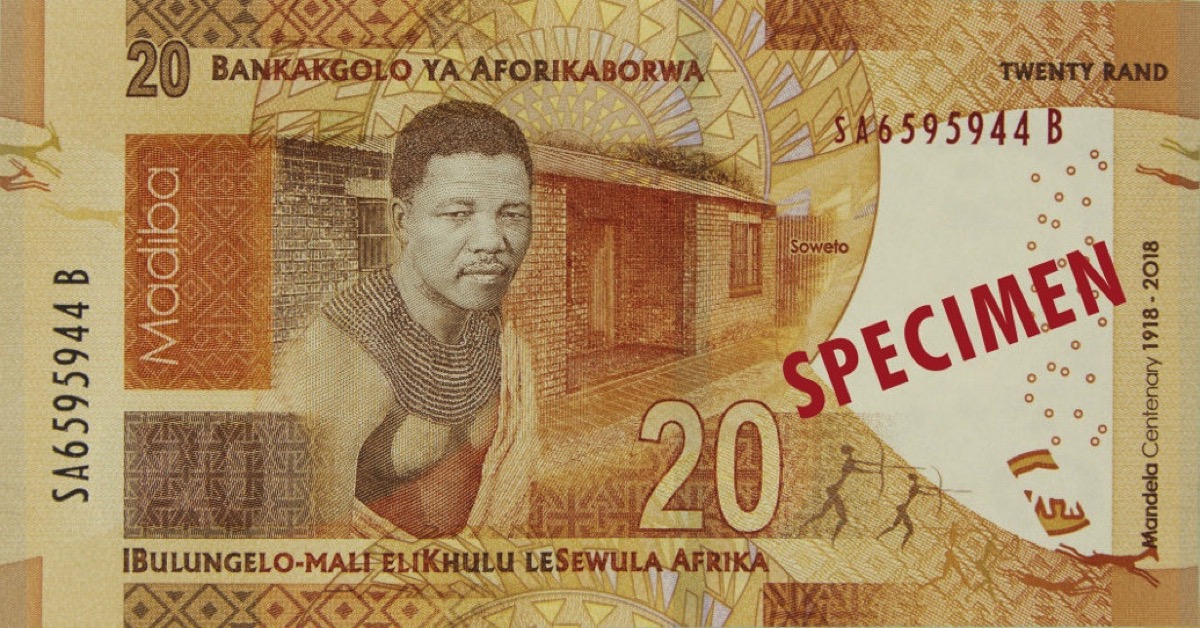 20 BANKAKGOLO YA AFORIKABORWA
TWENTY RAND
SA6595944 B
Madiba
Soweto
SPECIMEN
SA6595944 B
Mandela Centenary 1918 - 2018
20
IBULUNGELO-MALI ELIKHULU LESEWULA AFRIKA